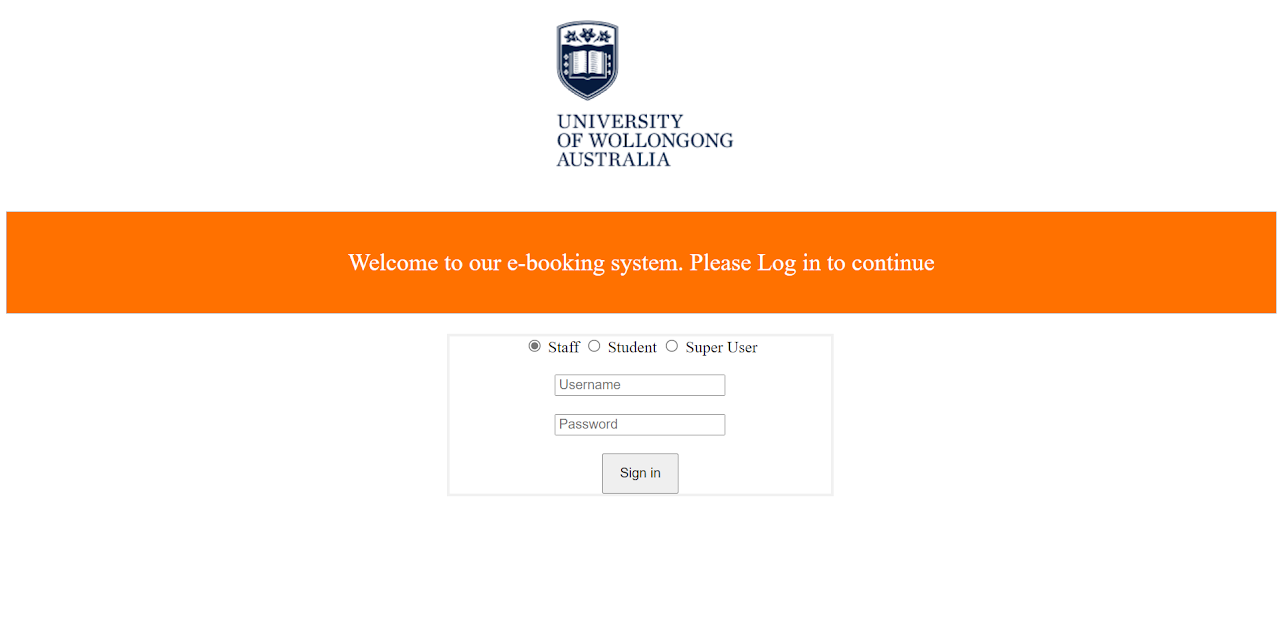 UNIVERSITY
OF WOLLONGONG
AUSTRALIA
Welcome to our e-booking system. Please Log in to continue
Staff Student Super User
Username
Password
Sign in